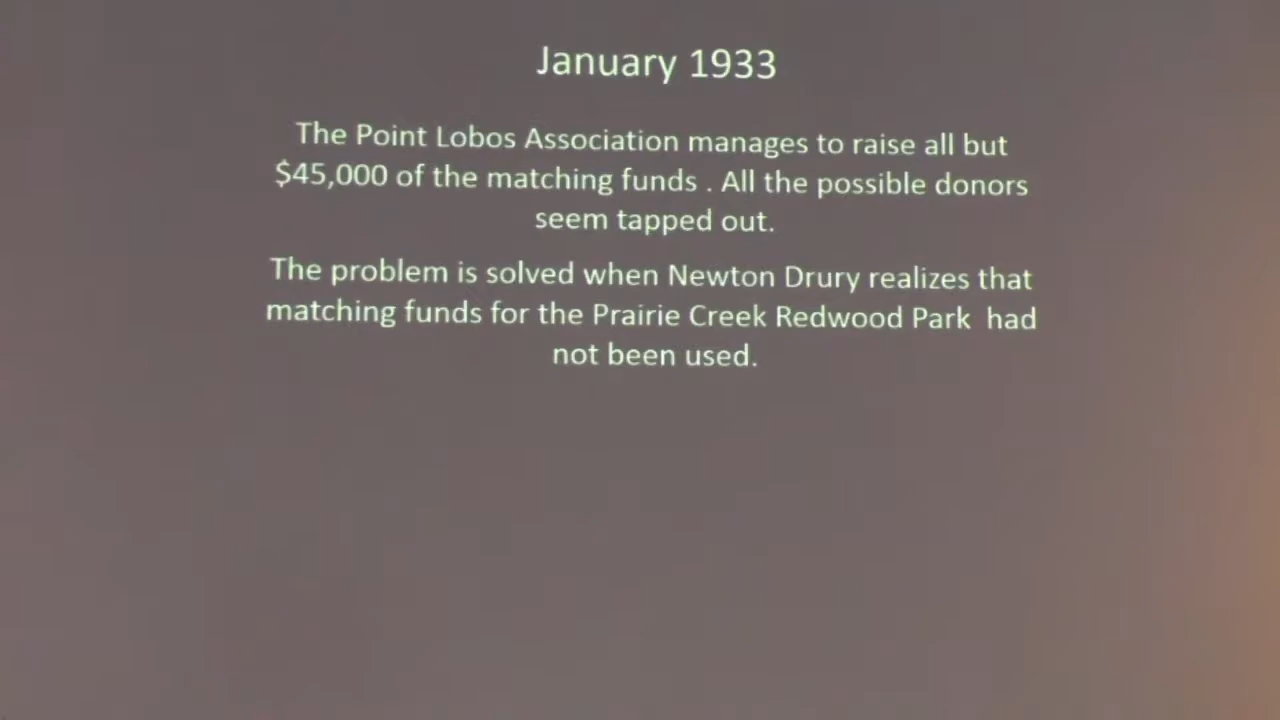 January 1933
The Point Lobos Association manages to raise all but
$45,000 of the matching funds . All the possible donors
seem tapped out.
The problem is solved when Newton Drury realizes that
matching funds for the Prairie Creek Redwood Park  had
not been used.